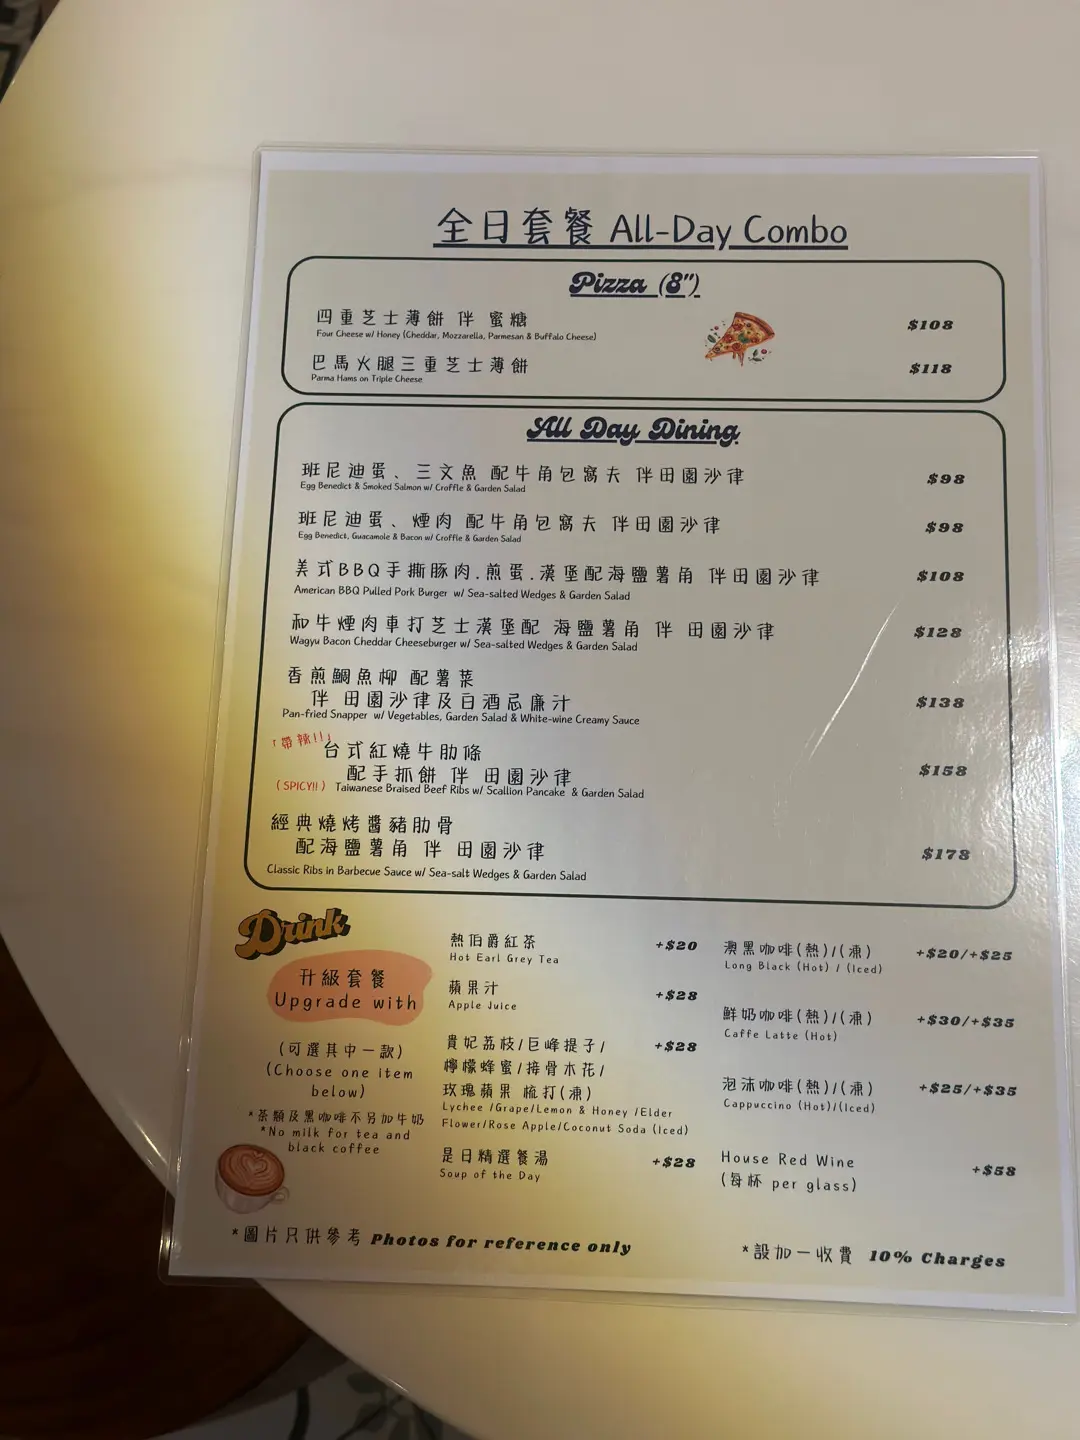 全日套餐 All-Day Combo
Pizza (8")
四重芝士薄餅 伴 蜜糖 $108
Four Cheese w/ Honey (Cheddar, Mozzarella, Parmesan & Buffalo Cheese)
巴馬火腿三重芝士薄餅 $118
Parma Hams on Triple Cheese
All Day Dining
班尼迪蛋、三文魚 配牛角包窩夫 伴田園沙律 $98
Egg Benedict & Smoked Salmon w/ Croffle & Garden Salad
班尼迪蛋、煙肉 配牛角包窩夫 伴田園沙律 $98
Egg Benedict, Guacamole & Bacon w/ Croffle & Garden Salad
美式BBQ手撕豚肉.煎蛋.漢堡配海鹽薯角 伴田園沙律 $108
American BBQ Pulled Pork Burger w/ Sea-salted Wedges & Garden Salad
和牛煙肉車打芝士漢堡配 海鹽薯角 伴 田園沙律 $128
Wagyu Bacon Cheddar Cheeseburger w/ Sea-salted Wedges & Garden Salad
香煎鯛魚柳 配薯菜
伴 田園沙律及白酒忌廉汁 $138
Pan-fried Snapper w/ Vegetables, Garden Salad & White-wine Creamy Sauce
「帶辣!!」台式紅燒牛肋條
配手抓餅 伴 田園沙律 $158
(SPICY!!) Taiwanese Braised Beef Ribs w/ Scallion Pancake & Garden Salad
經典燒烤醬豬肋骨
配海鹽薯角 伴 田園沙律 $178
Classic Ribs in Barbecue Sauce w/ Sea-salt Wedges & Garden Salad
Drink
升級套餐
Upgrade with
(可選其中一款)
(Choose one item
below)
*茶類及黑咖啡不另加牛奶
*No milk for tea and
black coffee
熱伯爵紅茶 +$20
Hot Earl Grey Tea
蘋果汁 +$28
Apple Juice
貴妃荔枝/巨峰提子/ +$28
檸檬蜂蜜/接骨木花/
玫瑰蘋果 梳打(凍)
Lychee /Grape/Lemon & Honey /Elder
Flower/Rose Apple/Coconut Soda (Iced)
是日精選餐湯 +$28
Soup of the Day
澳黑咖啡(熱)/(凍) +$20/+$25
Long Black (Hot) / (Iced)
鮮奶咖啡(熱)/(凍) +$30/+$35
Caffe Latte (Hot)
泡沫咖啡(熱)/(凍) +$25/+$35
Cappuccino (Hot)/(Iced)
House Red Wine +$58
(每杯 per glass)
*圖片只供參考 Photos for reference only
*設加一收費 10% Charges